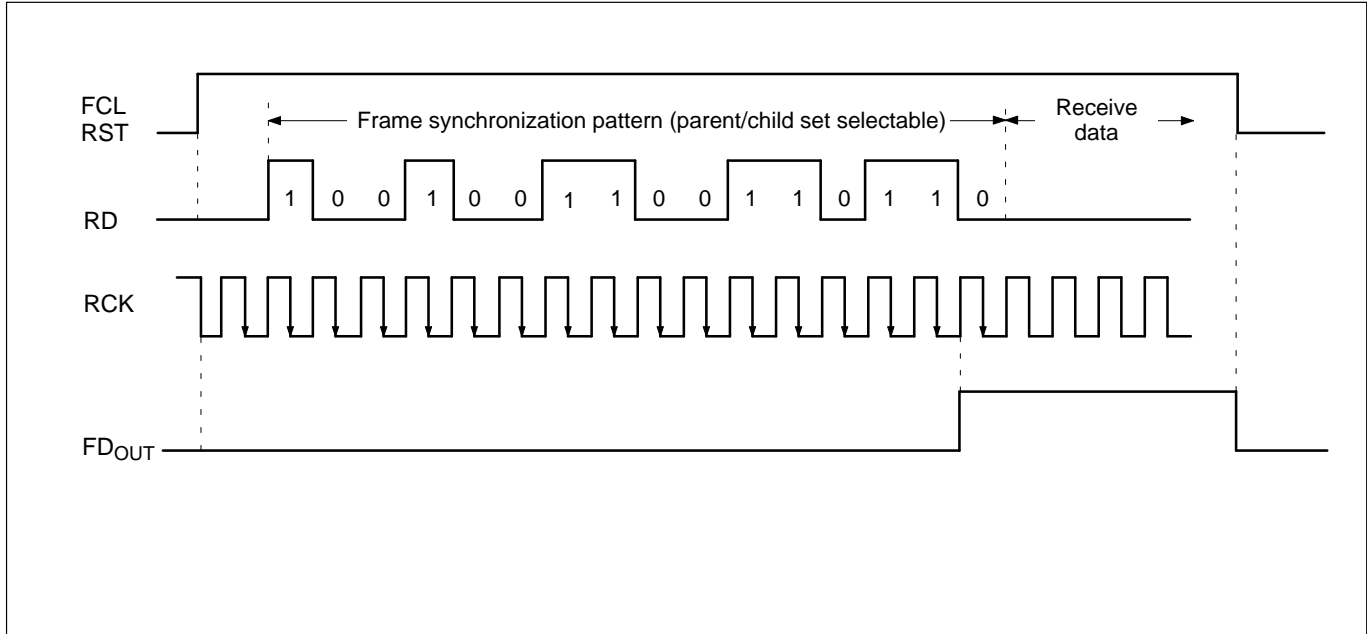 FCL
RST
Frame synchronization pattern (parent/child set selectable)
Receive
data
1 0 0 1 0 0 1 1 0 0 1 1 0 1 1 0
RD
RCK
FDOUT